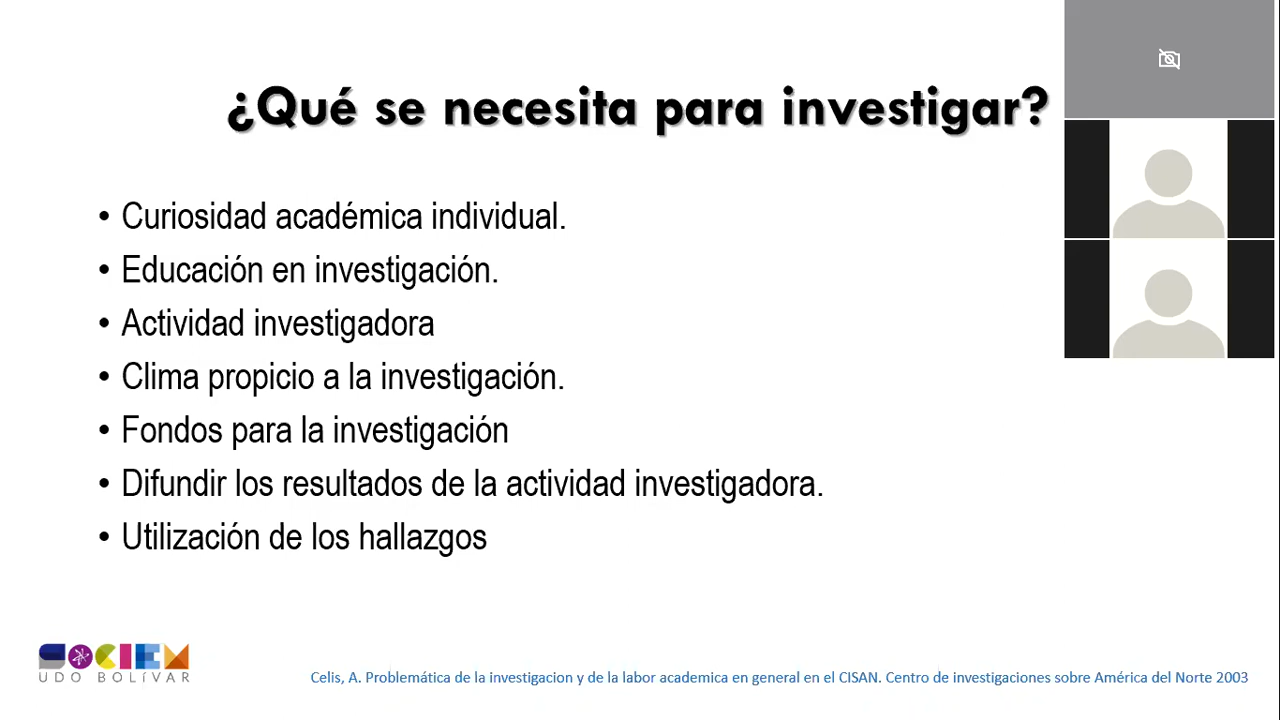 ¿Qué se necesita para investigar?
• Curiosidad académica individual.
• Educación en investigación.
• Actividad investigadora
• Clima propicio a la investigación.
• Fondos para la investigación
• Difundir los resultados de la actividad investigadora.
• Utilización de los hallazgos
SOCIEM
UDO BOLÍVAR
Celis, A. Problemática de la investigacion y de la labor academica en general en el CISAN. Centro de investigaciones sobre América del Norte 2003